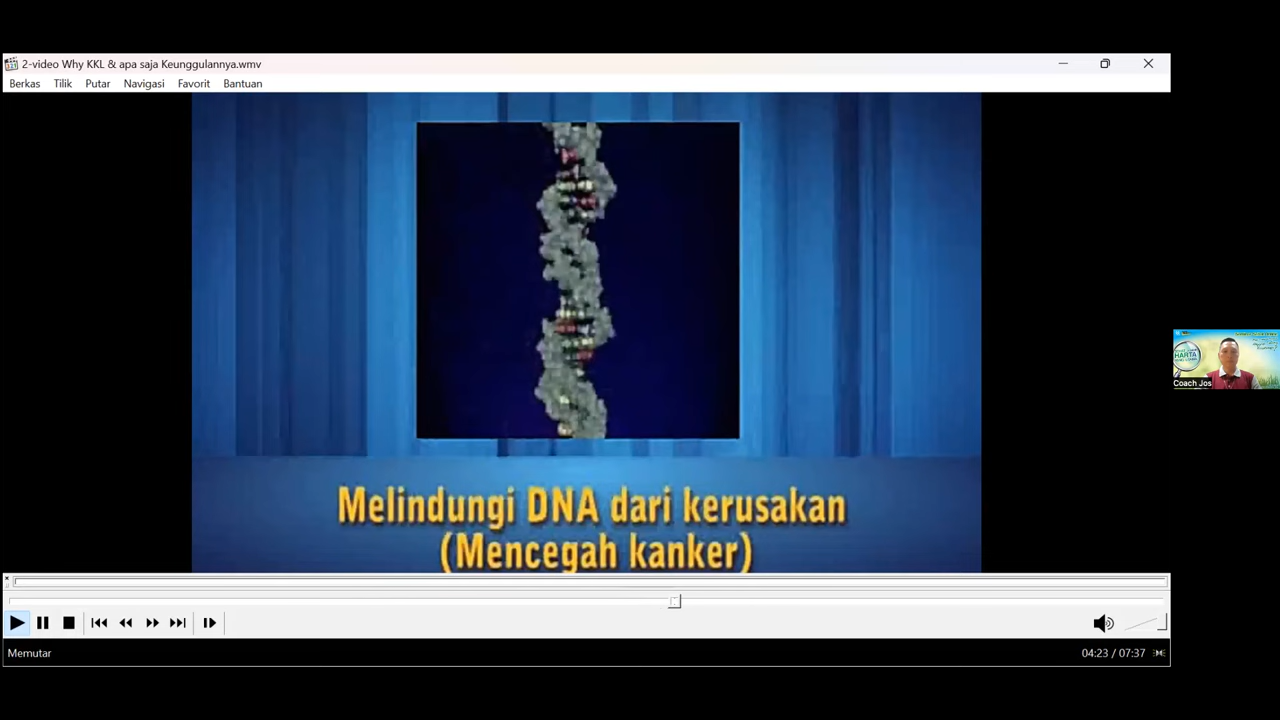 2-video Why KKL & apa saja Keunggulannya.wmv
Berkas Tilik Putar Navigasi Favorit Bantuan
Melindungi DNA dari kerusakan
(Mencegah kanker)
HARTA
Coach Jos
Memutar
04:23 / 07:37